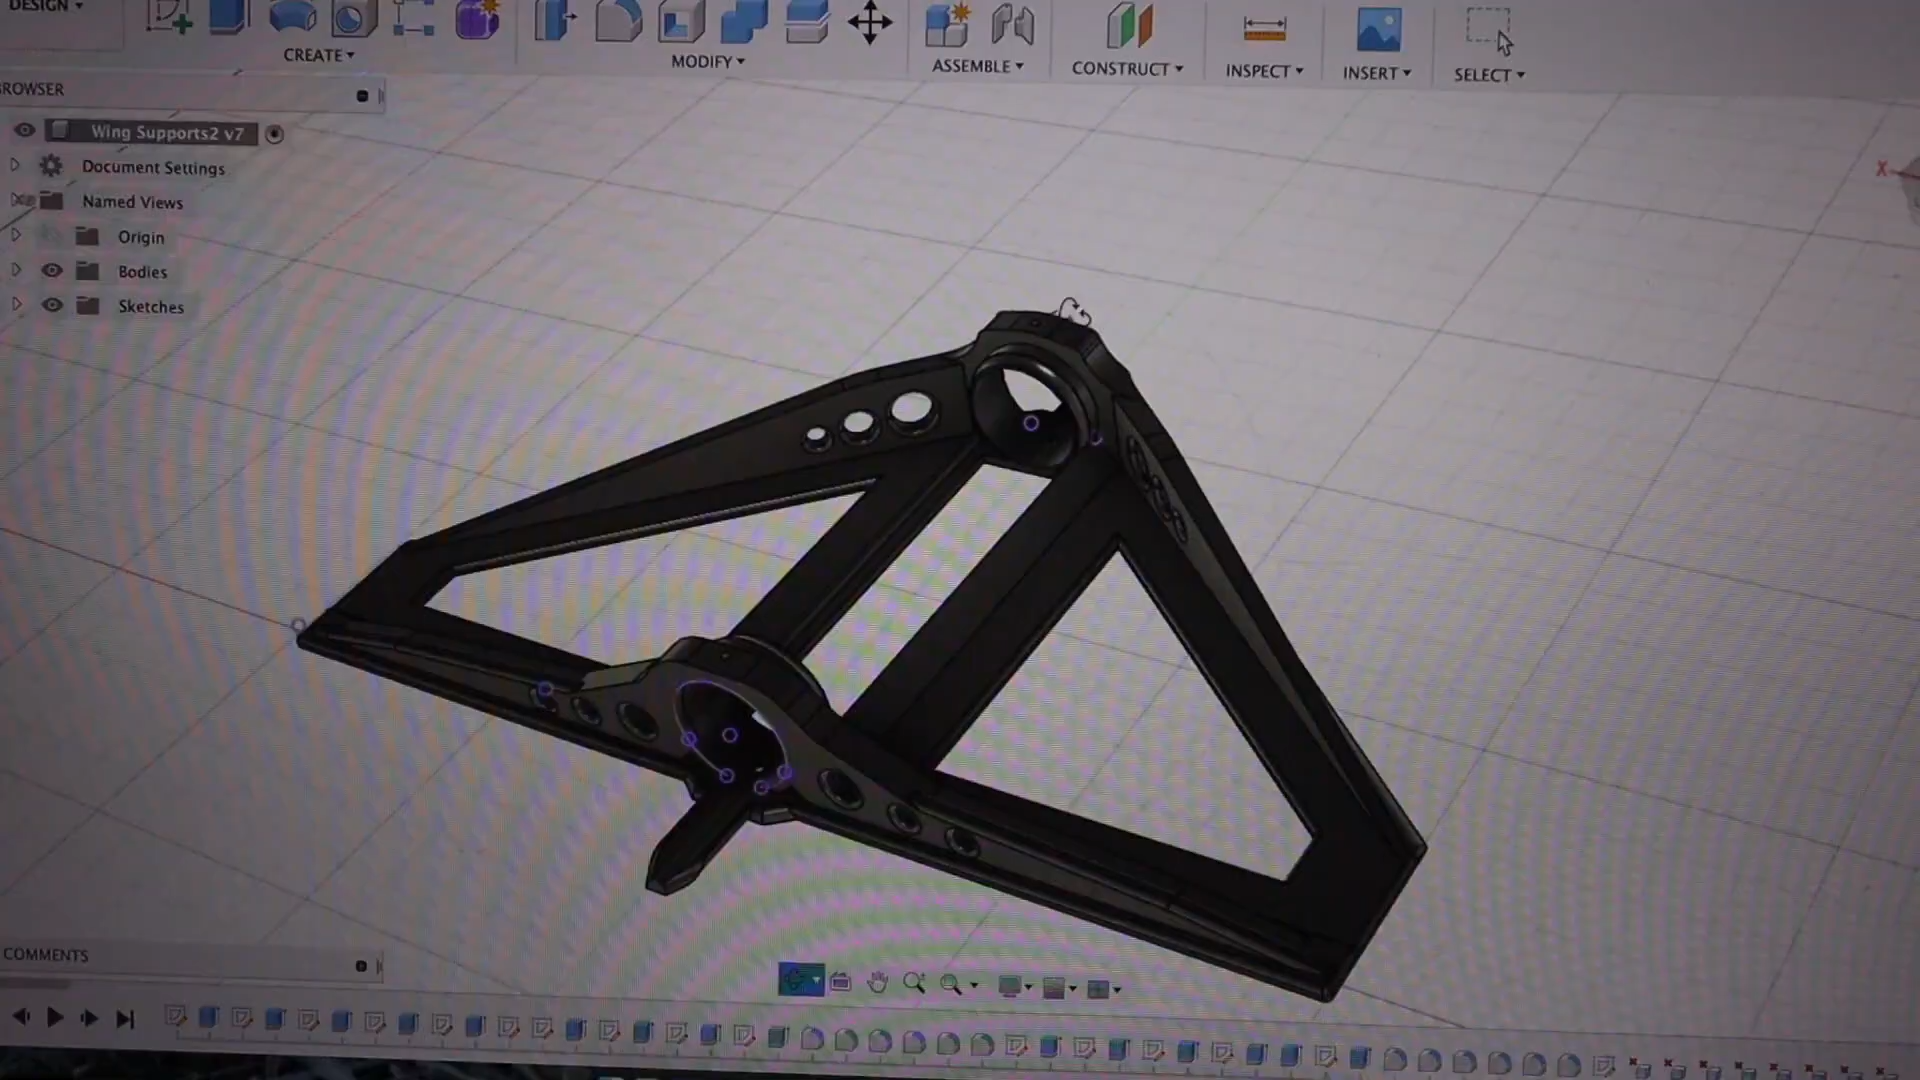 DESIGN
CREATE
MODIFY
ASSEMBLE
CONSTRUCT
INSPECT
INSERT
SELECT
BROWSER
Wing Supports2 v7
Document Settings
Named Views
Origin
Bodies
Sketches
X
COMMENTS